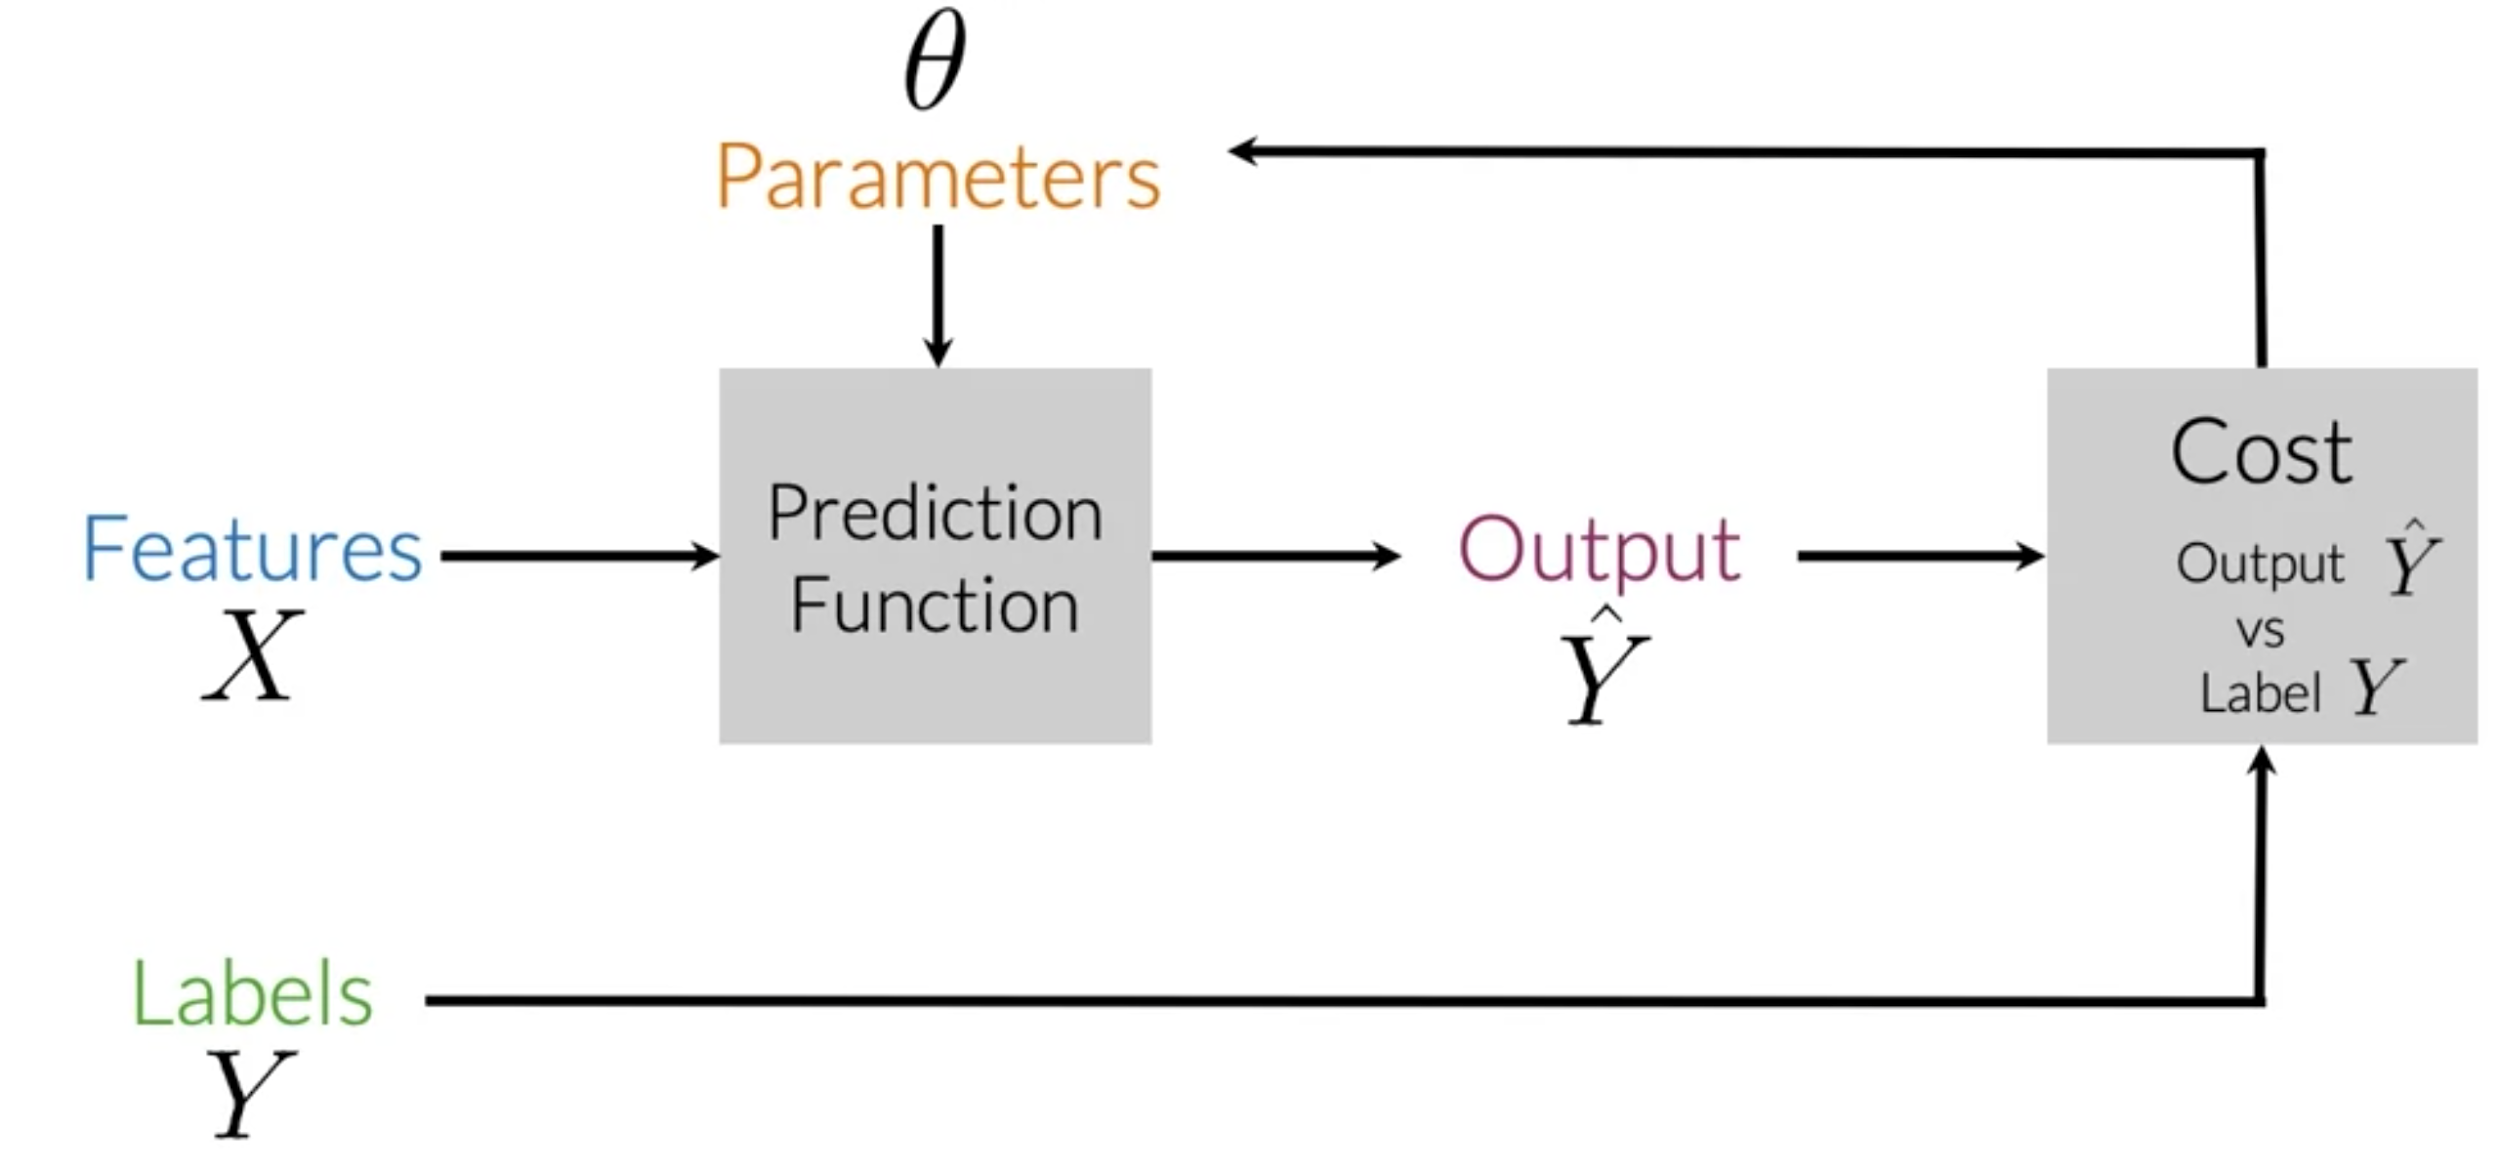 θ
Parameters
Features
X
Prediction
Function
Output
Ŷ
Cost
Output Ŷ
vs
Label Y
Labels
Y